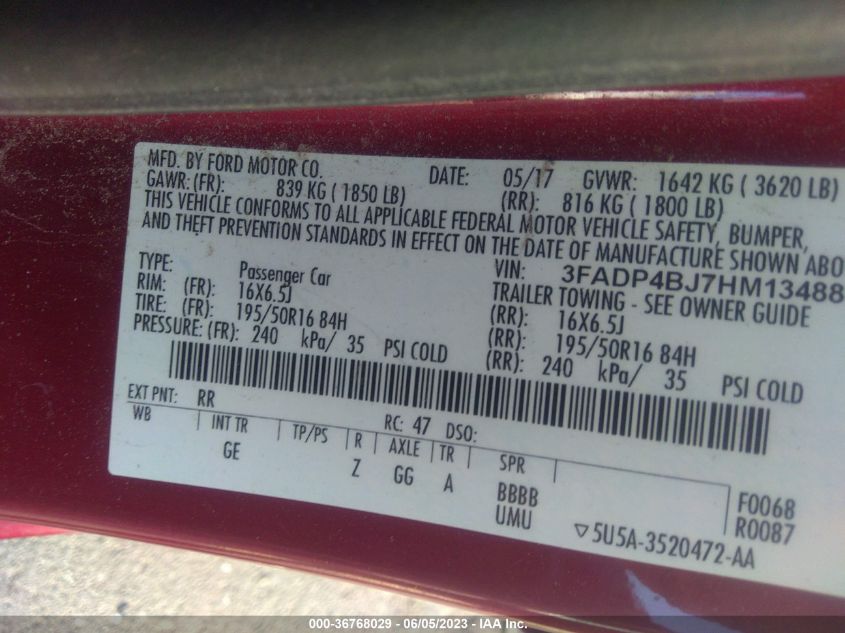 MFD. BY FORD MOTOR CO. DATE: 05/17 GVWR: 1642 KG ( 3620 LB)
GAWR: (FR): 839 KG ( 1850 LB) (RR): 816 KG ( 1800 LB)
THIS VEHICLE CONFORMS TO ALL APPLICABLE FEDERAL MOTOR VEHICLE SAFETY, BUMPER,
AND THEFT PREVENTION STANDARDS IN EFFECT ON THE DATE OF MANUFACTURE SHOWN ABO
VIN: 3FADP4BJ7HM13488
TYPE: Passenger Car TRAILER TOWING - SEE OWNER GUIDE
RIM: (FR): 16X6.5J (RR): 16X6.5J
TIRE: (FR): 195/50R16 84H (RR): 195/50R16 84H
PRESSURE: (FR): 240 kPa/ 35 PSI COLD (RR): 240 kPa/ 35 PSI COLD
EXT PNT: RR RC: 47 DSO:
WB INT TR TP/PS R AXLE TR SPR
GE Z GG A BBBB F0068
UMU R0087
▽5U5A-3520472-AA
000-36768029 - 06/05/2023 - IAA Inc.